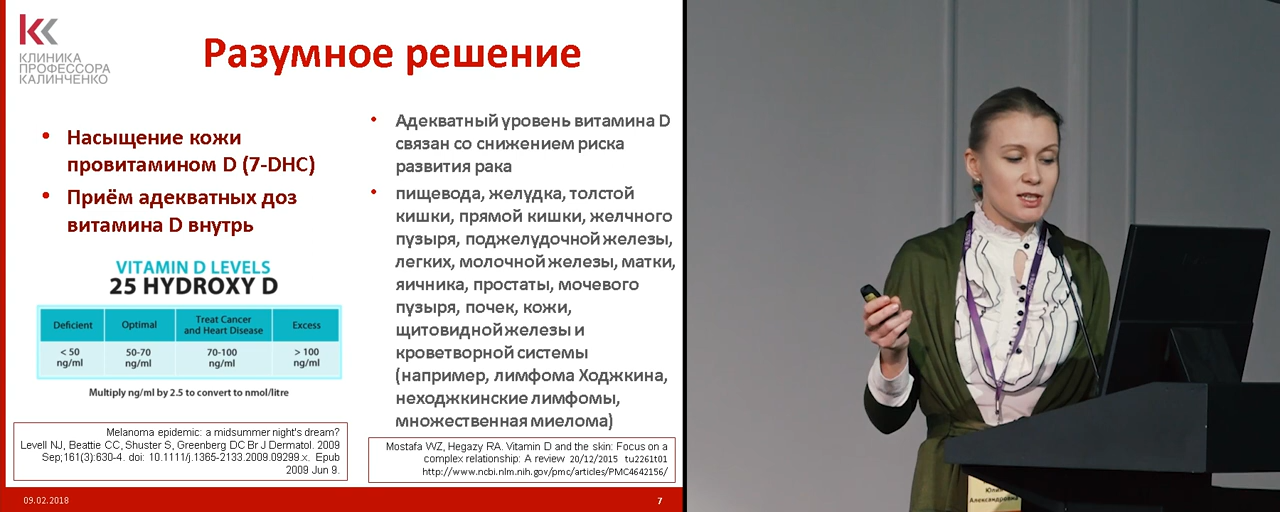 КЛИНИКА
ПРОФЕССОРА
КАЛИНЧЕНКО
Разумное решение
• Насыщение кожи
провитамином D (7-DHC)
• Приём адекватных доз
витамина D внутрь
VITAMIN D LEVELS
25 HYDROXY D
Deficient Optimal Treat Cancer and Heart Disease Excess
< 50 ng/ml 50-70 ng/ml 70-100 ng/ml > 100 ng/ml
Multiply ng/ml by 2.5 to convert to nmol/litre
Melanoma epidemic: a midsummer night's dream?
Levell NJ, Beattie CC, Shuster S, Greenberg DC Br J Dermatol. 2009
Sep;161(3):630-4. doi: 10.1111/j.1365-2133.2009.09299.x. Epub
2009 Jun 9.
• Адекватный уровень витамина D
связан со снижением риска
развития рака
• пищевода, желудка, толстой
кишки, прямой кишки, желчного
пузыря, поджелудочной железы,
легких, молочной железы, матки,
яичника, простаты, мочевого
пузыря, почек, кожи,
щитовидной железы и
кроветворной системы
(например, лимфома Ходжкина,
неходжкинские лимфомы,
множественная миелома)
Mostafa WZ, Hegazy RA. Vitamin D and the skin: Focus on a
complex relationship: A review 20/12/2015 tu2261t01
http://www.ncbi.nlm.nih.gov/pmc/articles/PMC4642156/
09.02.2018
7
Александровна